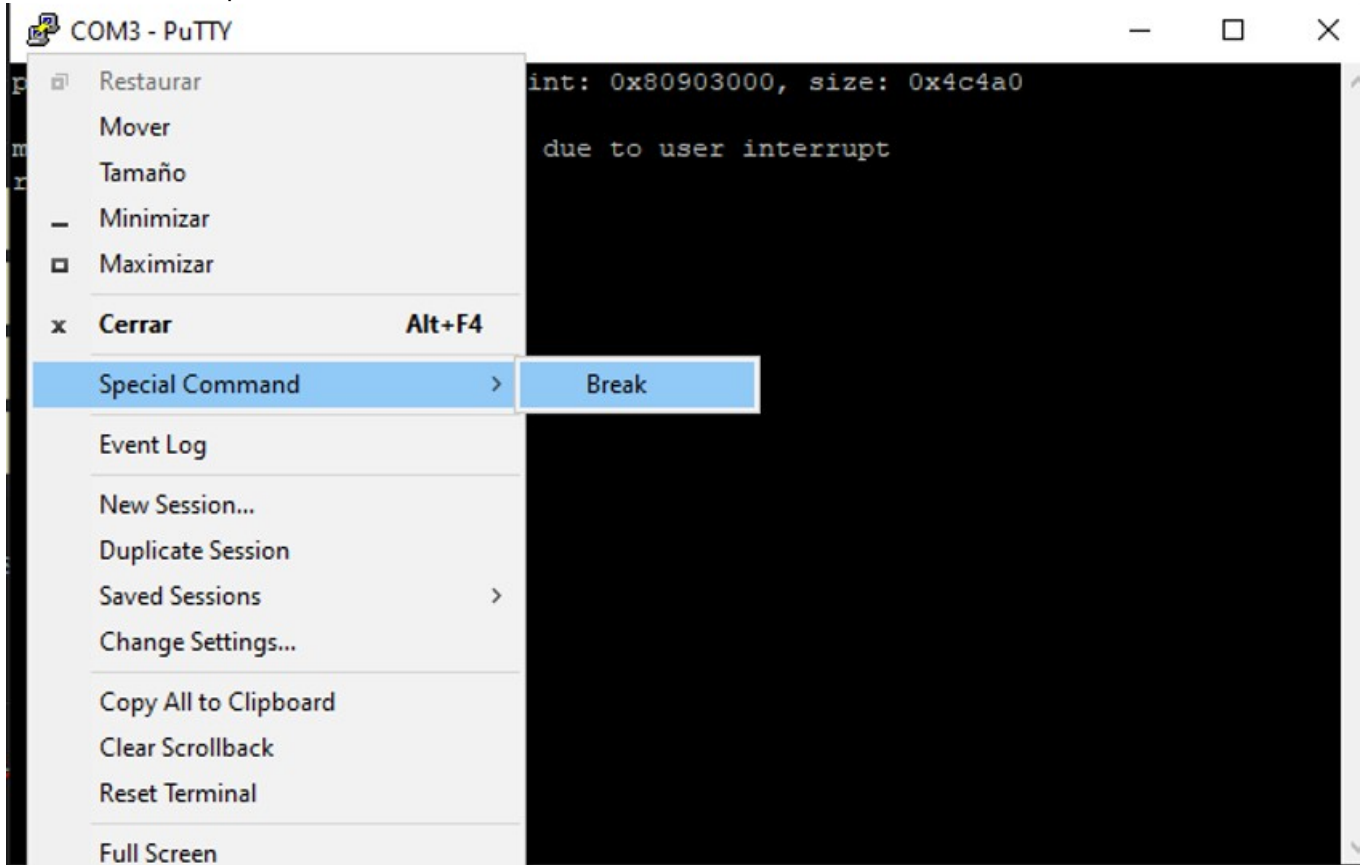 COM3 - PuTTY
p int: 0x80903000, size: 0x4c4a0
m due to user interrupt
r
Restaurar
Mover
Tamaño
Minimizar
Maximizar
x Cerrar Alt+F4
Special Command > Break
Event Log
New Session...
Duplicate Session
Saved Sessions >
Change Settings...
Copy All to Clipboard
Clear Scrollback
Reset Terminal
Full Screen